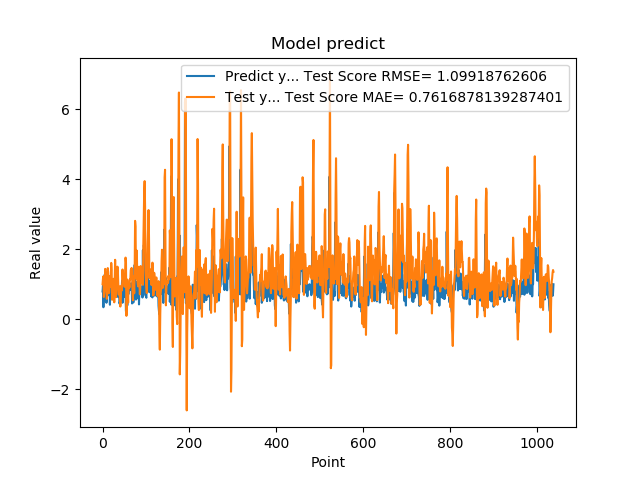 Model predict
Predict y... Test Score RMSE= 1.09918762606
Test y... Test Score MAE= 0.7616878139287401
6
4
2
0
−2
Real value
0 200 400 600 800 1000
Point